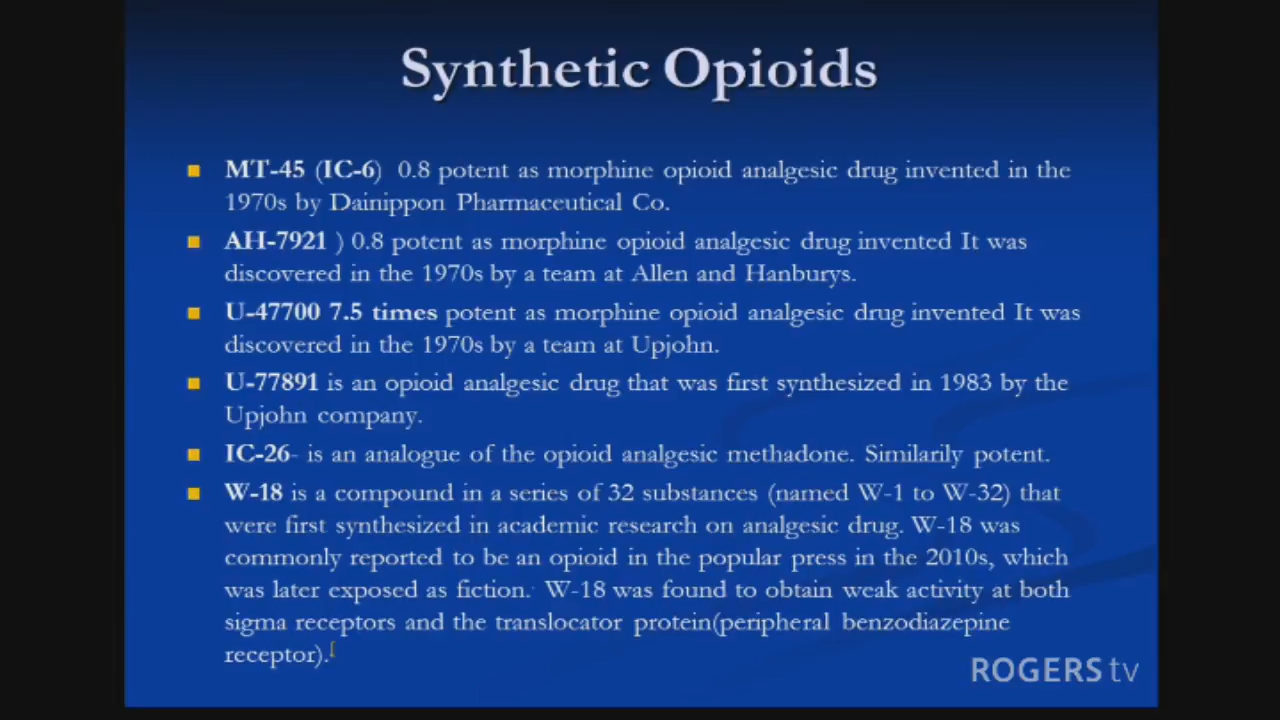 Synthetic Opioids
MT-45 (IC-6) 0.8 potent as morphine opioid analgesic drug invented in the
1970s by Dainippon Pharmaceutical Co.
AH-7921 ) 0.8 potent as morphine opioid analgesic drug invented It was
discovered in the 1970s by a team at Allen and Hanburys.
U-47700 7.5 times potent as morphine opioid analgesic drug invented It was
discovered in the 1970s by a team at Upjohn.
U-77891 is an opioid analgesic drug that was first synthesized in 1983 by the
Upjohn company.
IC-26- is an analogue of the opioid analgesic methadone. Similarily potent.
W-18 is a compound in a series of 32 substances (named W-1 to W-32) that
were first synthesized in academic research on analgesic drug. W-18 was
commonly reported to be an opioid in the popular press in the 2010s, which
was later exposed as fiction. W-18 was found to obtain weak activity at both
sigma receptors and the translocator protein(peripheral benzodiazepine
receptor).[
ROGERS tv